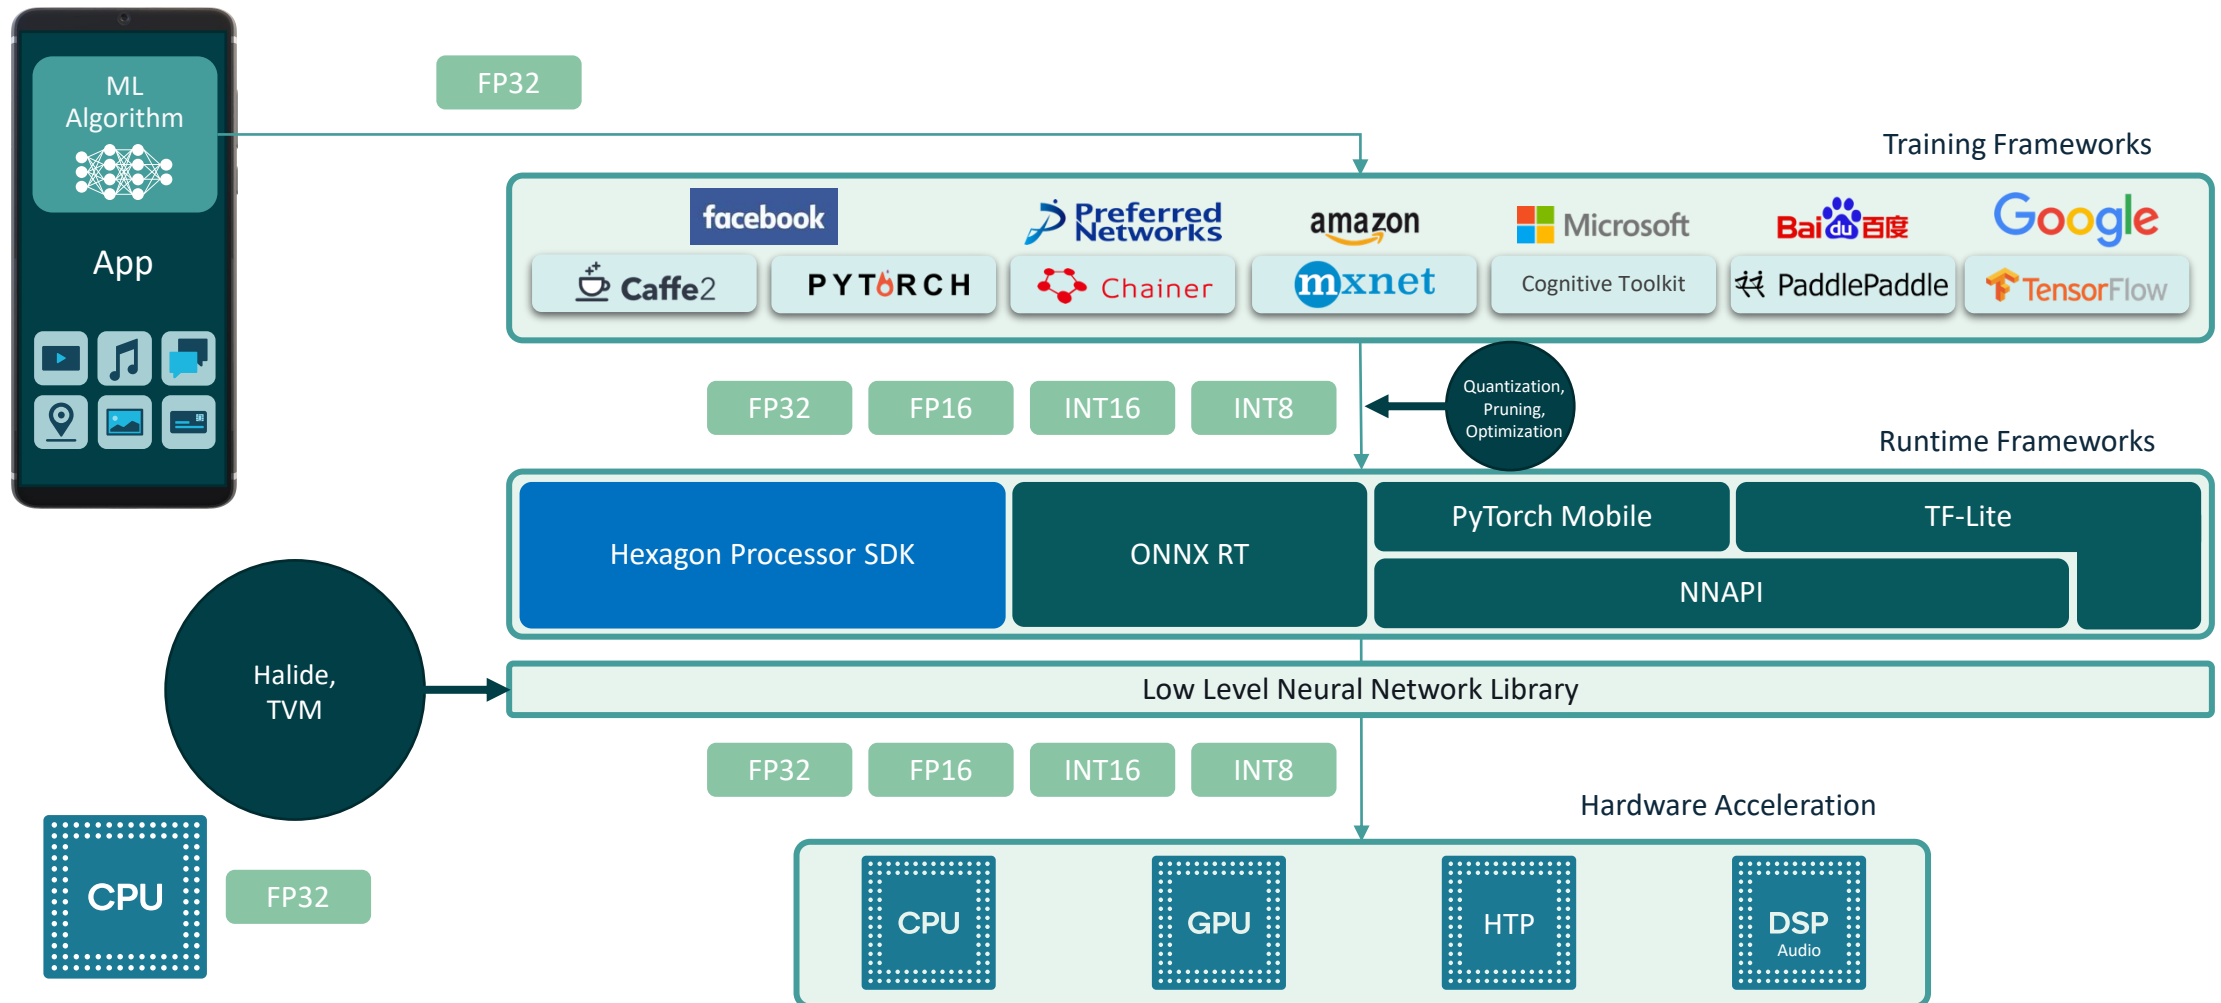 ML
Algorithm
App
FP32
Training Frameworks
facebook
Preferred
Networks
amazon
Microsoft
Bai du 百度
Google
Caffe2
PYTORCH
Chainer
mxnet
Cognitive Toolkit
PaddlePaddle
TensorFlow
FP32
FP16
INT16
INT8
Quantization,
Pruning,
Optimization
Runtime Frameworks
Hexagon Processor SDK
ONNX RT
PyTorch Mobile
TF-Lite
NNAPI
Halide,
TVM
Low Level Neural Network Library
FP32
FP16
INT16
INT8
Hardware Acceleration
CPU
FP32
CPU
GPU
HTP
DSP
Audio